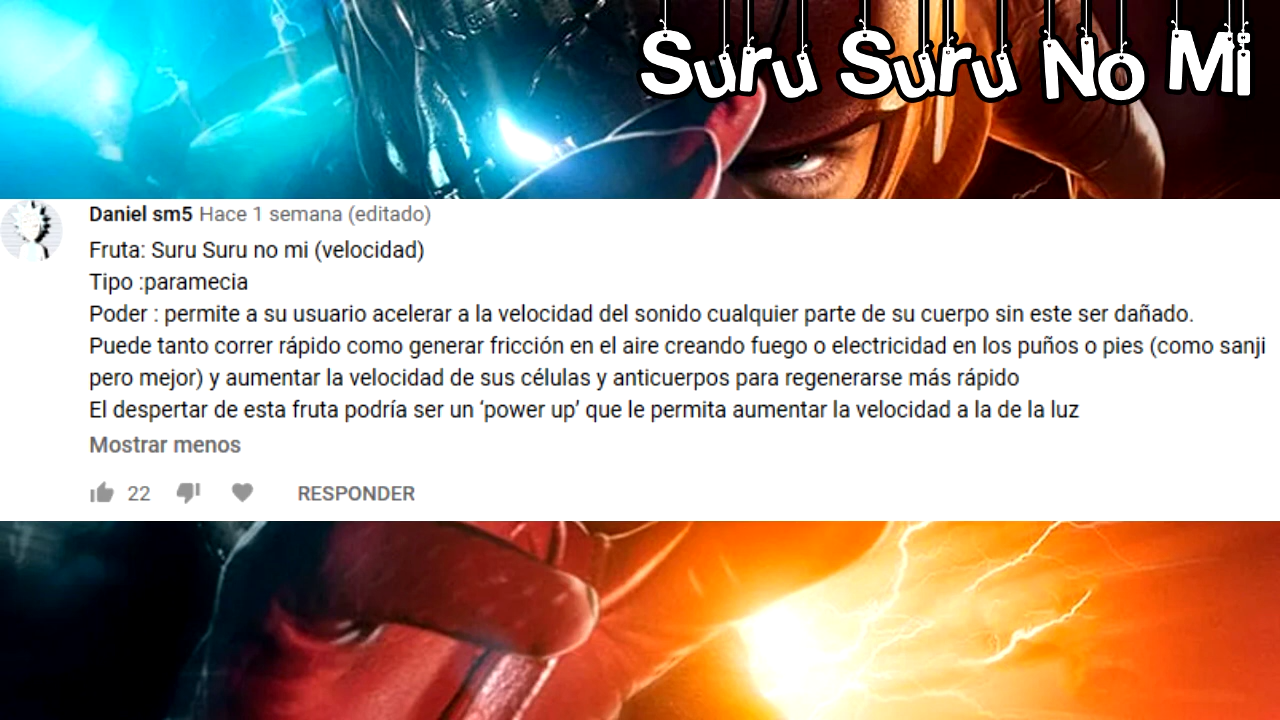 Suru Suru No Mi
Daniel sm5 Hace 1 semana (editado)
Fruta: Suru Suru no mi (velocidad)
Tipo :paramecia
Poder : permite a su usuario acelerar a la velocidad del sonido cualquier parte de su cuerpo sin este ser dañado.
Puede tanto correr rápido como generar fricción en el aire creando fuego o electricidad en los puños o pies (como sanji
pero mejor) y aumentar la velocidad de sus células y anticuerpos para regenerarse más rápido
El despertar de esta fruta podría ser un ‘power up’ que le permita aumentar la velocidad a la de la luz
Mostrar menos
22 RESPONDER